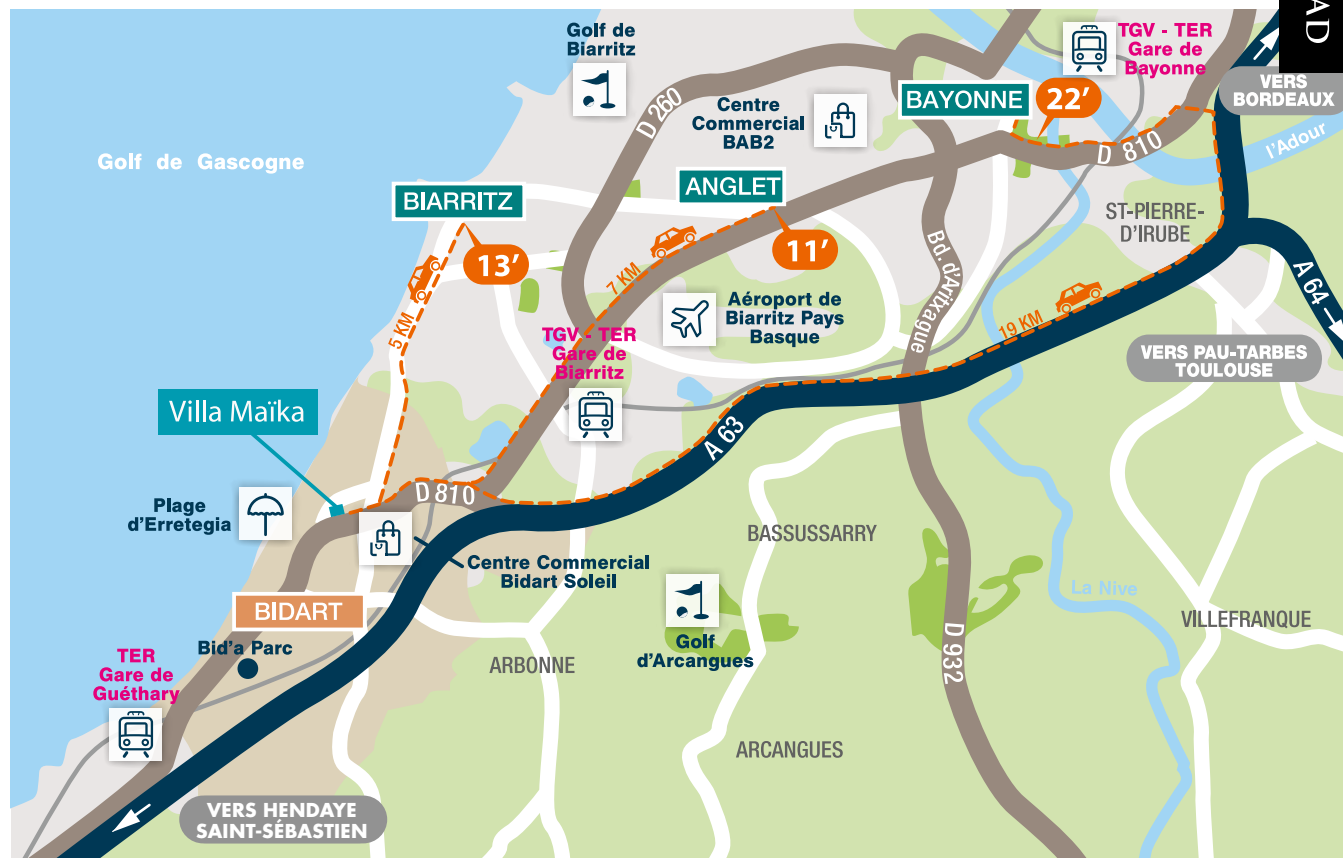 AD
Golf de
Biarritz
TGV - TER
Gare de
Bayonne
VERS
BORDEAUX
D 260
Centre
Commercial
BAB2
BAYONNE
22’
D 810
l’Adour
Golf de Gascogne
BIARRITZ
ANGLET
13’
11’
ST-PIERRE-
D’IRUBE
5 KM
7 KM
Bd. d’Aritxague
19 KM
A 64
Aéroport de
Biarritz Pays
Basque
TGV - TER
Gare de
Biarritz
VERS PAU-TARBES
TOULOUSE
Villa Maïka
A 63
D 810
Plage
d’Erretegia
BASSUSSARRY
Centre Commercial
Bidart Soleil
La Nive
BIDART
VILLEFRANQUE
Bid’a Parc
Golf
d’Arcangues
D 932
TER
Gare de
Guéthary
ARBONNE
ARCANGUES
VERS HENDAYE
SAINT-SÉBASTIEN